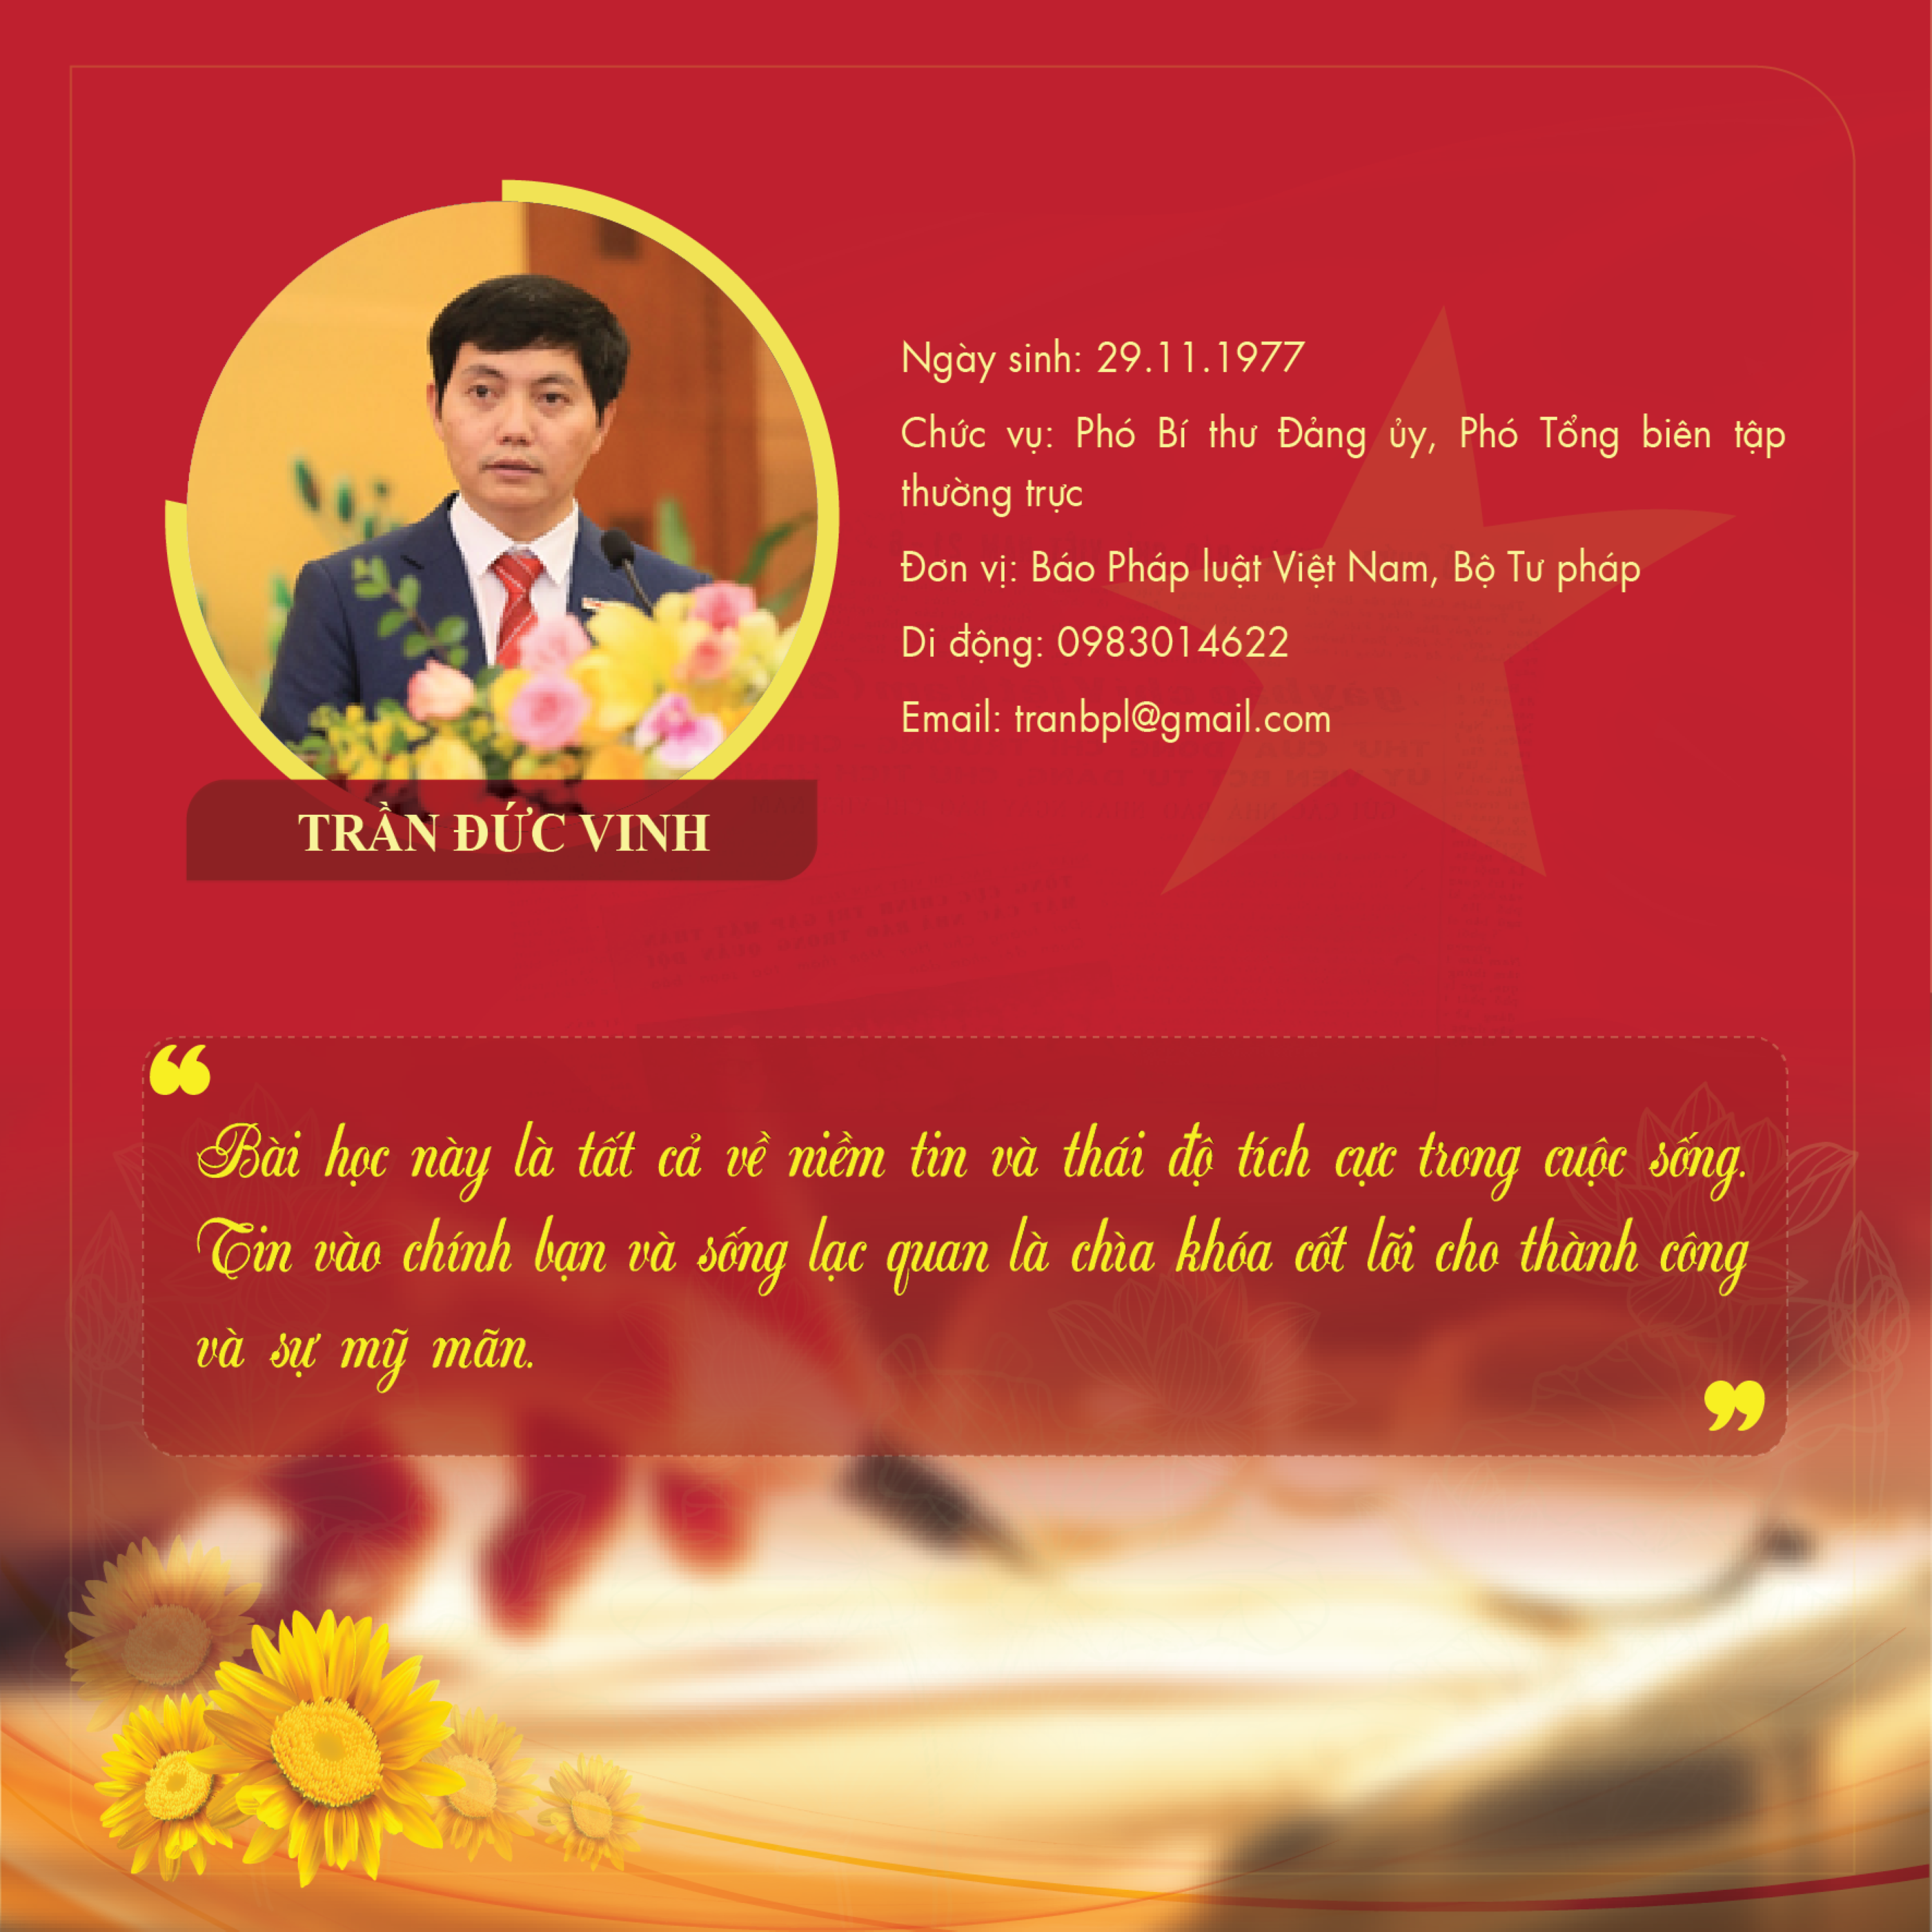 Ngày sinh: 29.11.1977
Chức vụ: Phó Bí thư Đảng ủy, Phó Tổng biên tập
thường trực
Đơn vị: Báo Pháp luật Việt Nam, Bộ Tư pháp
Di động: 0983014622
Email: tranbpl@gmail.com
TRẦN ĐỨC VINH
“
Bài học này là tất cả về niềm tin và thái độ tích cực trong cuộc sống.
Tin vào chính bạn và sống lạc quan là chìa khóa cốt lõi cho thành công
và sự mỹ mãn.
”